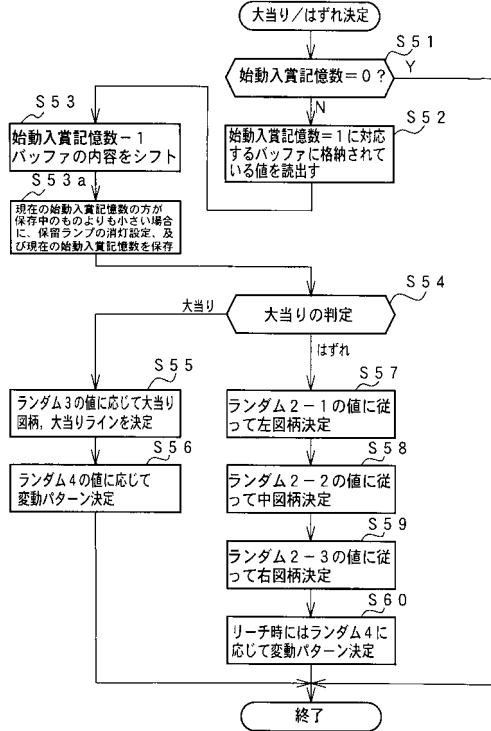 大当り／はずれ決定
S51
始動入賞記憶数＝0？
Y
N
S52
始動入賞記憶数＝1に対応
するバッファに格納されて
いる値を読出す
S53
始動入賞記憶数－1
バッファの内容をシフト
S53a
現在の始動入賞記憶数の方が
保存中のものよりも小さい場合
に、保留ランプの消灯設定、及
び現在の始動入賞記憶数を保存
S54
大当りの判定
大当り
はずれ
S55
ランダム3の値に応じて大当り
図柄，大当りラインを決定
S56
ランダム4の値に応じて
変動パターン決定
S57
ランダム2－1の値に従
って左図柄決定
S58
ランダム2－2の値に従
って中図柄決定
S59
ランダム2－3の値に従
って右図柄決定
S60
リーチ時にはランダム4に
応じて変動パターン決定
終了